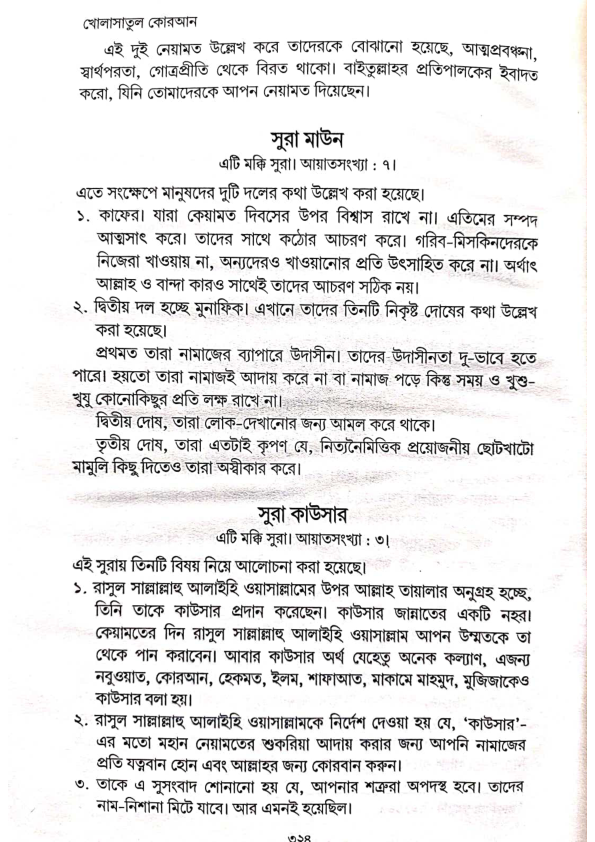 খোলাসাতুল কোরআন
এই দুই নেয়ামত উল্লেখ করে তাদেরকে বোঝানো হয়েছে, আত্মপ্রবঞ্চনা,
স্বার্থপরতা, গোত্রপ্রীতি থেকে বিরত থাকো। বাইতুল্লাহর প্রতিপালকের ইবাদত
করো, যিনি তোমাদেরকে আপন নেয়ামত দিয়েছেন।
সুরা মাউন
এটি মক্কি সুরা। আয়াতসংখ্যা : ৭।
এতে সংক্ষেপে মানুষদের দুটি দলের কথা উল্লেখ করা হয়েছে।
১. কাফের। যারা কেয়ামত দিবসের উপর বিশ্বাস রাখে না। এতিমের সম্পদ
আত্মসাৎ করে। তাদের সাথে কঠোর আচরণ করে। গরিব-মিসকিনদেরকে
নিজেরা খাওয়ায় না, অন্যদেরও খাওয়ানোর প্রতি উৎসাহিত করে না। অর্থাৎ
আল্লাহ ও বান্দা কারও সাথেই তাদের আচরণ সঠিক নয়।
২. দ্বিতীয় দল হচ্ছে মুনাফিক। এখানে তাদের তিনটি নিকৃষ্ট দোষের কথা উল্লেখ
করা হয়েছে।
প্রথমত তারা নামাজের ব্যাপারে উদাসীন। তাদের উদাসীনতা দু-ভাবে হতে
পারে। হয়তো তারা নামাজই আদায় করে না বা নামাজ পড়ে কিন্তু সময় ও খুশু-
খুযু কোনোকিছুর প্রতি লক্ষ রাখে না।
দ্বিতীয় দোষ, তারা লোক-দেখানোর জন্য আমল করে থাকে।
তৃতীয় দোষ, তারা এতটাই কৃপণ যে, নিত্যনৈমিত্তিক প্রয়োজনীয় ছোটখাটো
মামুলি কিছু দিতেও তারা অস্বীকার করে।
সুরা কাউসার
এটি মক্কি সুরা। আয়াতসংখ্যা : ৩।
এই সুরায় তিনটি বিষয় নিয়ে আলোচনা করা হয়েছে।
১. রাসুল সাল্লাল্লাহু আলাইহি ওয়াসাল্লামের উপর আল্লাহ তায়ালার অনুগ্রহ হচ্ছে,
তিনি তাকে কাউসার প্রদান করেছেন। কাউসার জান্নাতের একটি নহর।
কেয়ামতের দিন রাসুল সাল্লাল্লাহু আলাইহি ওয়াসাল্লাম আপন উম্মতকে তা
থেকে পান করাবেন। আবার কাউসার অর্থ যেহেতু অনেক কল্যাণ, এজন্য
নবুওয়াত, কোরআন, হেকমত, ইলম, শাফাআত, মাকামে মাহমুদ, মুজিজাকেও
কাউসার বলা হয়।
২. রাসুল সাল্লাল্লাহু আলাইহি ওয়াসাল্লামকে নির্দেশ দেওয়া হয় যে, ‘কাউসার’-
এর মতো মহান নেয়ামতের শুকরিয়া আদায় করার জন্য আপনি নামাজের
প্রতি যত্নবান হোন এবং আল্লাহর জন্য কোরবান করুন।
৩. তাকে এ সুসংবাদ শোনানো হয় যে, আপনার শত্রুরা অপদস্থ হবে। তাদের
নাম-নিশানা মিটে যাবে। আর এমনই হয়েছিল।
৩২৪